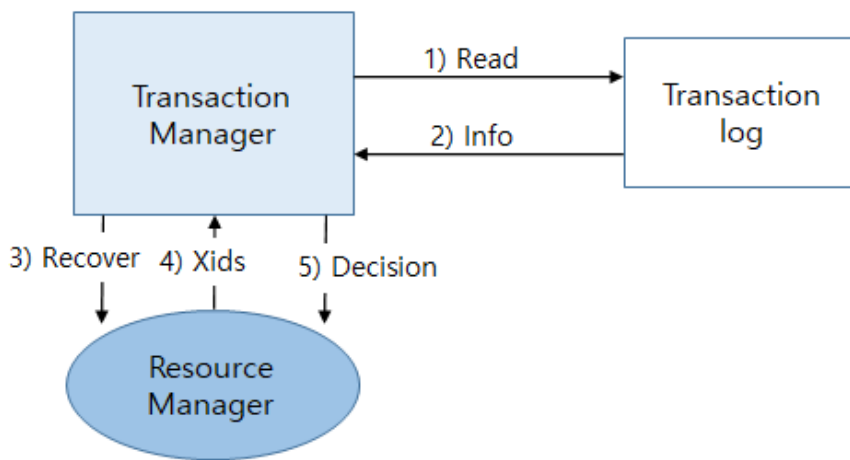 Transaction
Manager
1) Read
2) Info
Transaction
log
3) Recover
4) Xids
5) Decision
Resource
Manager